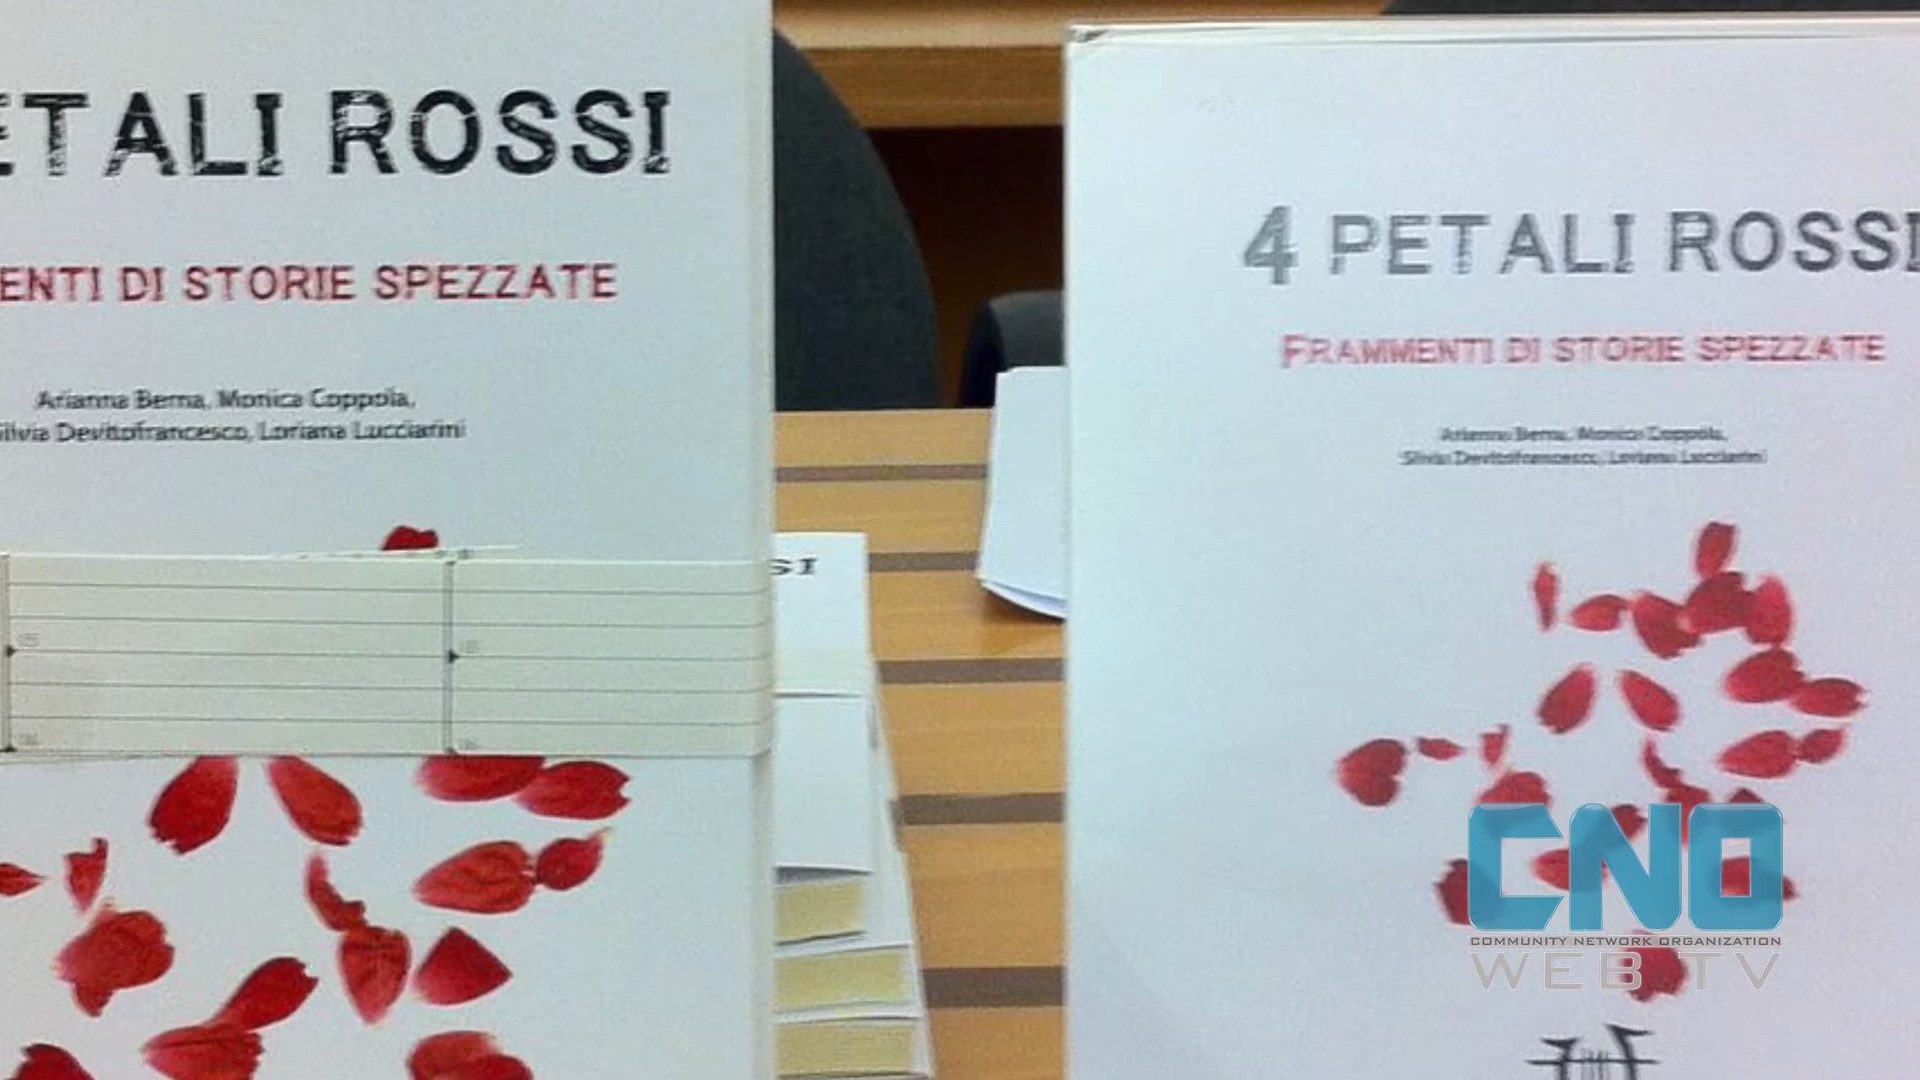 ETALI ROSSI
ENTI DI STORIE SPEZZATE
Arianna Berna, Monica Coppola,
Silvia Devitofrancesco, Loriana Lucciarini
SI
4 PETALI ROSSI
FRAMMENTI DI STORIE SPEZZATE
Arianna Berna, Monica Coppola,
Silvia Devitofrancesco, Loriana Lucciarini
CNO
COMMUNITY NETWORK ORGANIZATION
WEB TV